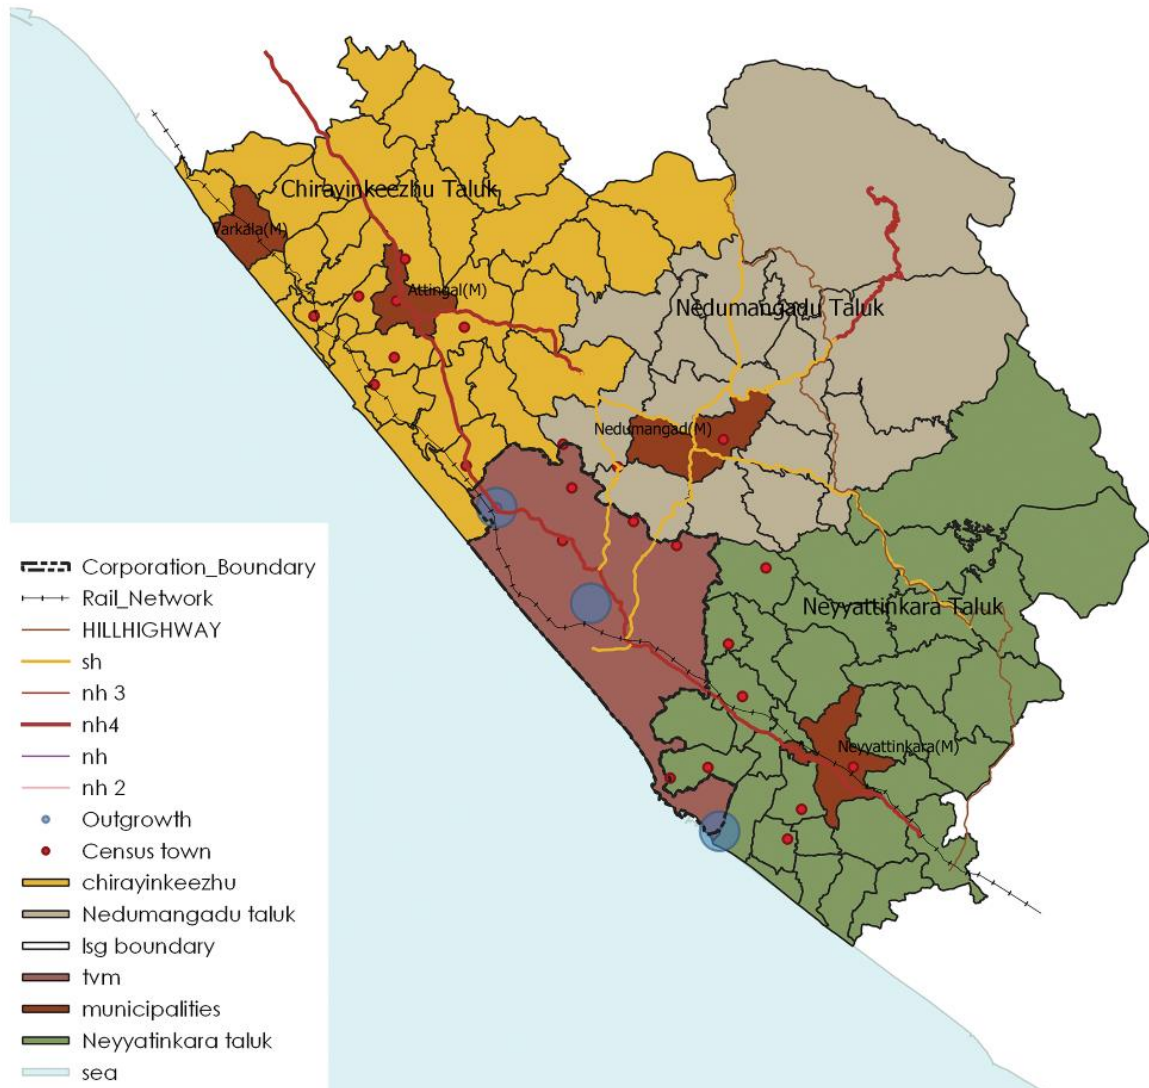 Chirayinkeezhu Taluk
Varkala(M)
Attingal(M)
Nedumangadu Taluk
Nedumangad(M)
Neyyattinkara Taluk
Neyyattinkara(M)
Corporation_Boundary
Rail_Network
HILLHIGHWAY
sh
nh 3
nh4
nh
nh 2
Outgrowth
Census town
chirayinkeezhu
Nedumangadu taluk
lsg boundary
tvm
municipalities
Neyyatinkara taluk
sea